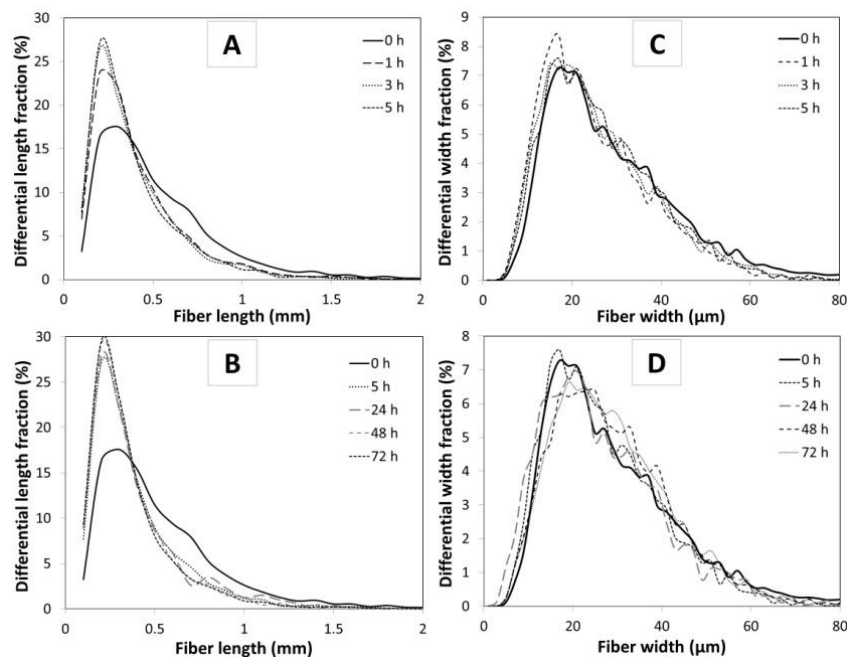 A
Differential length fraction (%)
30
25
20
15
10
5
0
0 h
1 h
3 h
5 h
0 0.5 1 1.5 2
Fiber length (mm)
C
Differential width fraction (%)
9
8
7
6
5
4
3
2
1
0
0 h
1 h
3 h
5 h
0 20 40 60 80
Fiber width (µm)
B
Differential length fraction (%)
30
25
20
15
10
5
0
0 h
5 h
24 h
48 h
72 h
0 0.5 1 1.5 2
Fiber length (mm)
D
Differential width fraction (%)
8
7
6
5
4
3
2
1
0
0 h
5 h
24 h
48 h
72 h
0 20 40 60 80
Fiber width (µm)